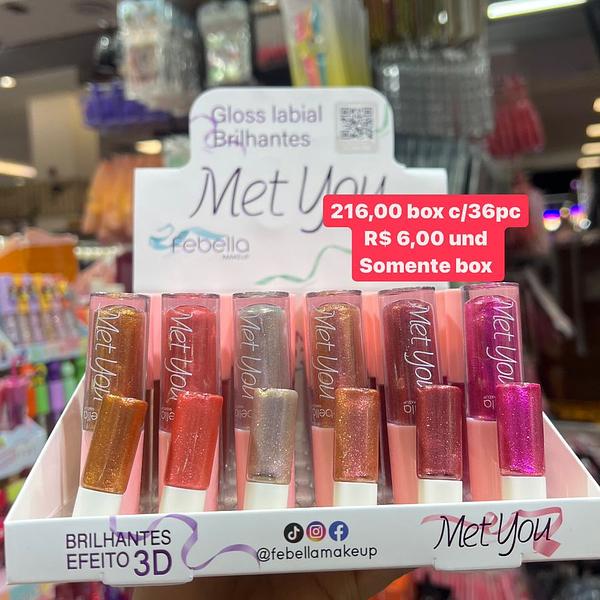 Gloss labial
Brilhantes
Met You
Febella
MAKEUP
216,00 box c/36pc
R$ 6,00 und
Somente box
Met You
Met You
Met You
Met You
Met You
Met You
BRILHANTES
EFEITO 3D
@febellamakeup
Met You